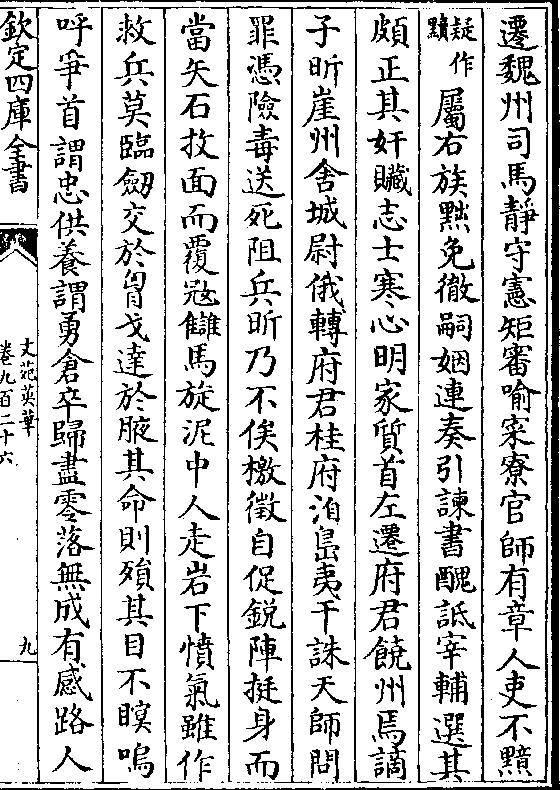 遷魏州司馬靜守憲矩審喻寀寮官師有章人吏不黯
疑作
黷
屬右族黜免徹嗣姻連奏引諫書醜詆宰輔選其
頗正其奸贓志士寒心明家質首左遷府君饒州馬謫
子昕崖州舍城尉俄轉府君桂府洎島夷干誅天師問
罪憑險毒送死阻兵昕乃不俟檄徵自促鋭陣挺身而
當矢石扙面而覆冦讎馬旋泥中人走岩下憤氣雖作
救兵莫臨劒交於胷戈達於腋其命則殞其目不瞑嗚
呼爭首謂忠供養謂勇倉卒歸盡零落無成有感路人
欽定四庫全書
文苑英華
卷九百二十六
九